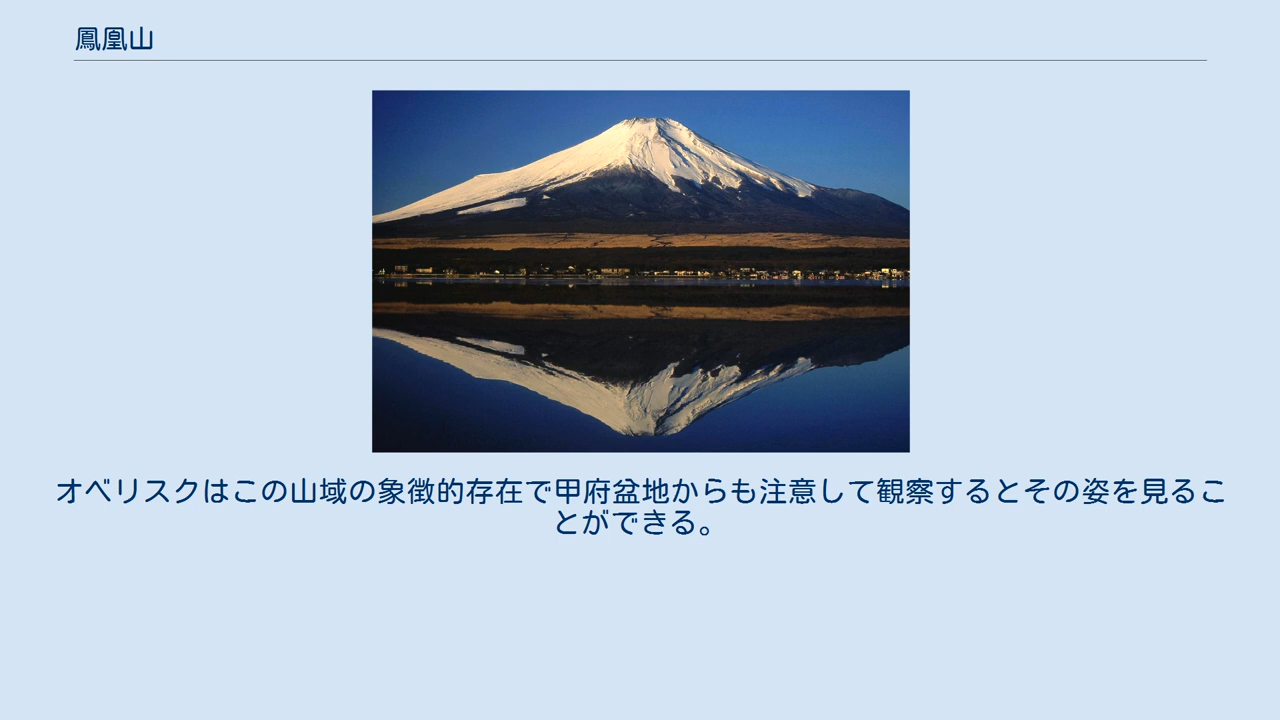 鳳凰山
オベリスクはこの山域の象徴的存在で甲府盆地からも注意して観察するとその姿を見るこ
とができる。